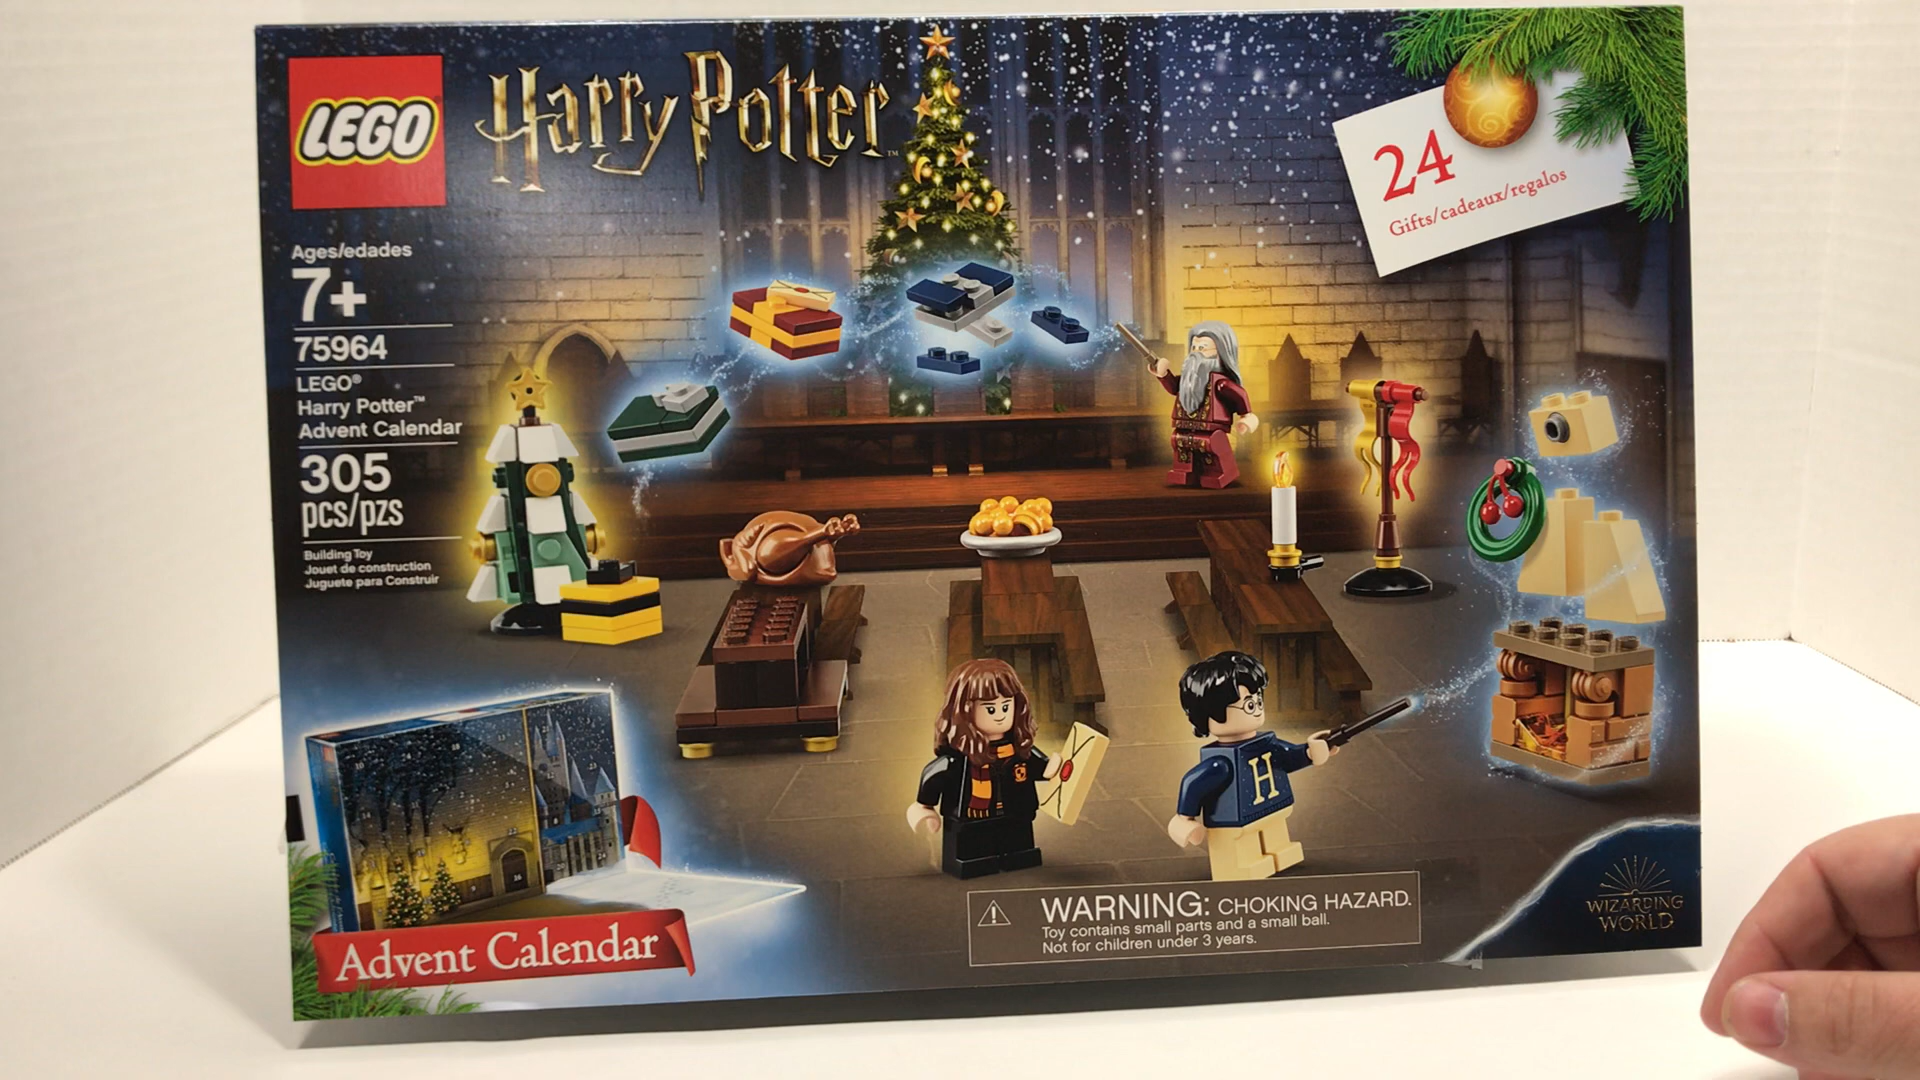 LEGO
Harry Potter™
24
Gifts/cadeaux/regalos
Ages/edades
7+
75964
LEGO®
Harry Potter™
Advent Calendar
305
pcs/pzs
Building Toy
Jouet de construction
Juguete para Construir
H
Advent Calendar
WARNING: CHOKING HAZARD.
Toy contains small parts and a small ball.
Not for children under 3 years.
WIZARDING
WORLD